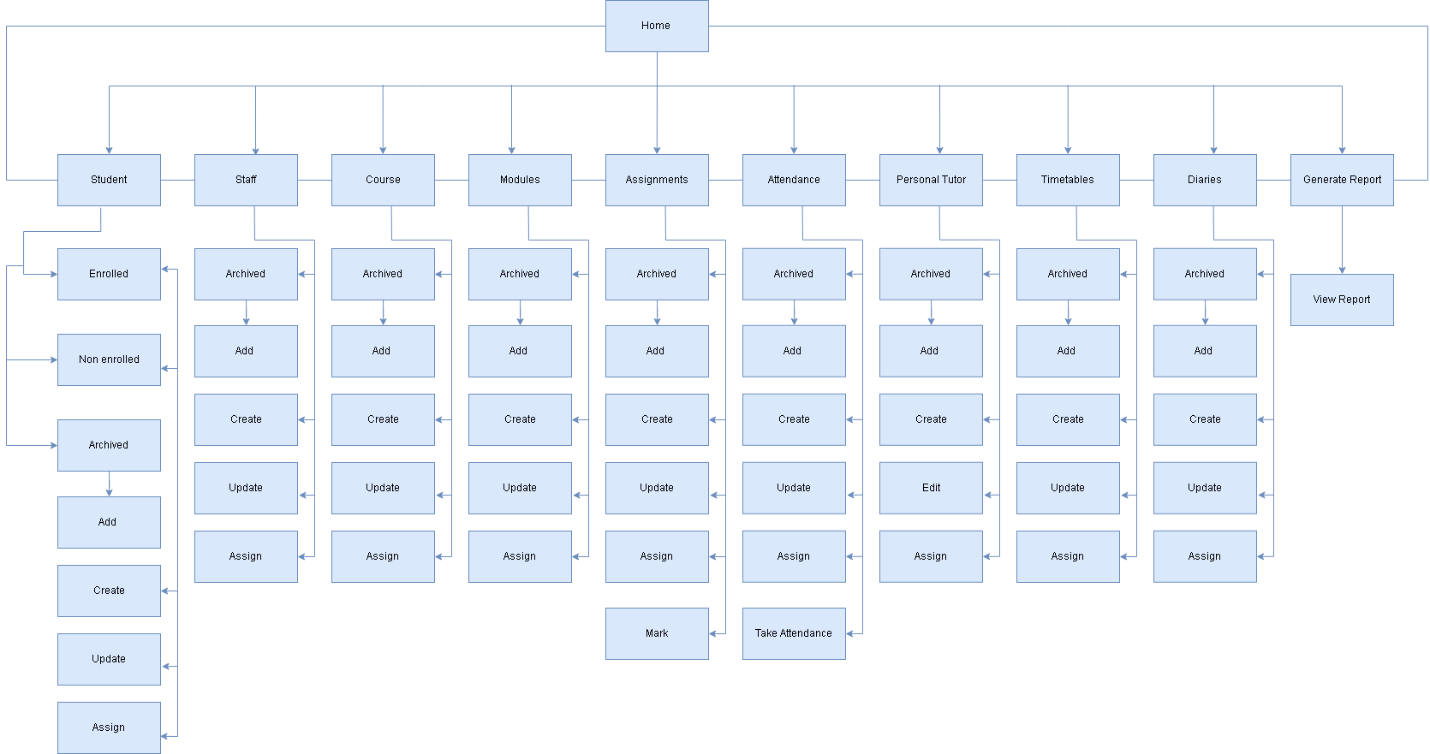 Home
Student
Staff
Course
Modules
Assignments
Attendance
Personal Tutor
Timetables
Diaries
Generate Report
Enrolled
Archived
Archived
Archived
Archived
Archived
Archived
Archived
Archived
View Report
Non enrolled
Add
Add
Add
Add
Add
Add
Add
Add
Archived
Create
Create
Create
Create
Create
Create
Create
Create
Add
Update
Update
Update
Update
Update
Edit
Update
Update
Assign
Assign
Assign
Assign
Assign
Assign
Assign
Assign
Create
Mark
Take Attendance
Update
Assign